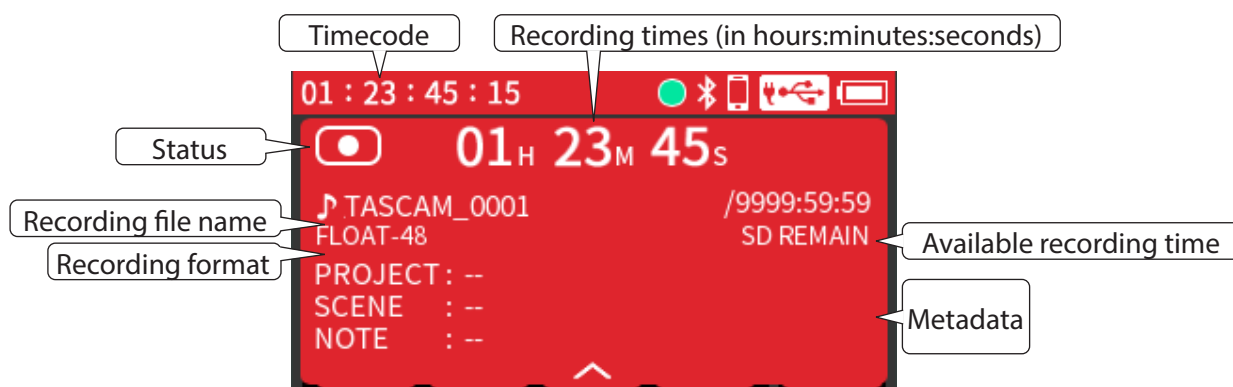 Timecode
Recording times (in hours:minutes:seconds)
01 : 23 : 45 : 15
Status
01H 23M 45S
TASCAM_0001
/9999:59:59
Recording file name
FLOAT-48
SD REMAIN
Available recording time
Recording format
PROJECT : --
SCENE : --
Metadata
NOTE : --